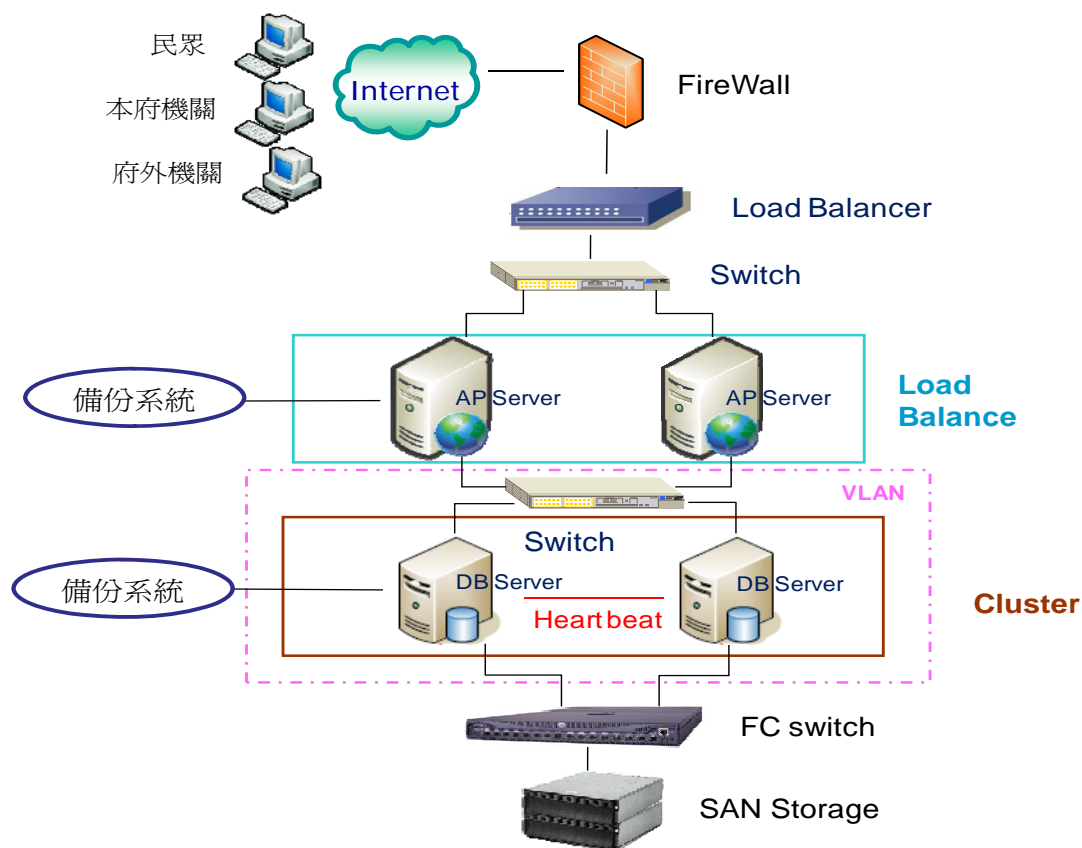 民眾
本府機關
府外機關
Internet
FireWall
Load Balancer
Switch
備份系統
AP Server
AP Server
Load
Balance
VLAN
Switch
備份系統
DB Server
DB Server
Heart beat
Cluster
FC switch
SAN Storage